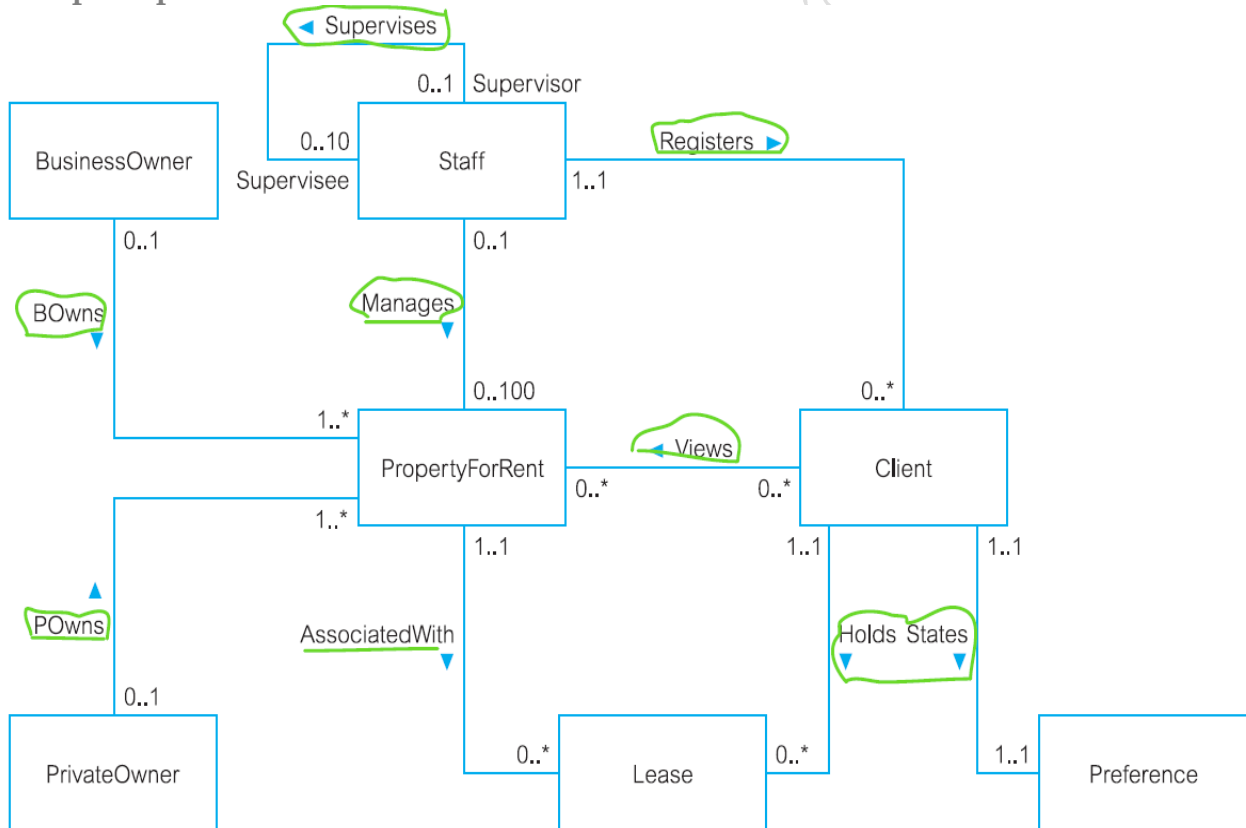 Supervises
0..1 Supervisor
BusinessOwner
0..10
Staff
Registers
Supervisee
1..1
0..1
0..1
BOwns
Manages
0..100
0..*
1..*
Views
PropertyForRent
Client
0..*
0..*
1..*
1..1
1..1
1..1
POwns
AssociatedWith
Holds States
0..1
0..*
0..*
1..1
PrivateOwner
Lease
Preference